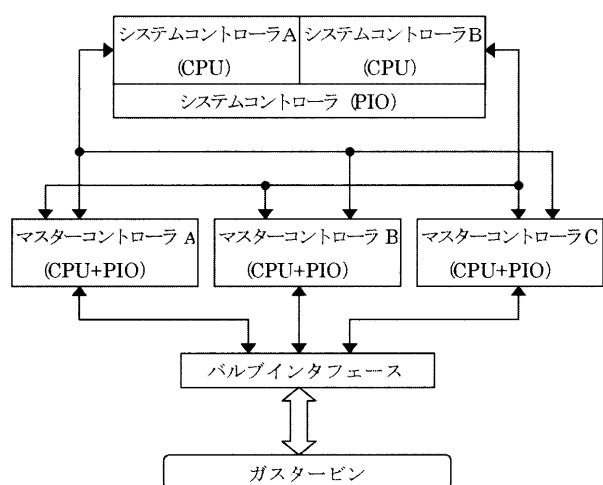 システムコントローラA
(CPU)
システムコントローラB
(CPU)
システムコントローラ (PIO)
マスターコントローラ A
(CPU+PIO)
マスターコントローラ B
(CPU+PIO)
マスターコントローラC
(CPU+PIO)
バルブインタフェース
ガスタービン